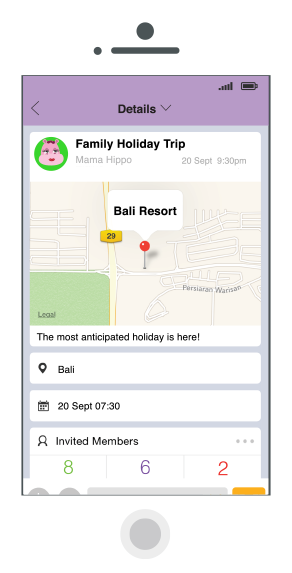 Details
Family Holiday Trip
Mama Hippo 20 Sept 9:30pm
Bali Resort
29
Persiaran Warisan
Legal
The most anticipated holiday is here!
Bali
20 Sept 07:30
Invited Members
8 6 2